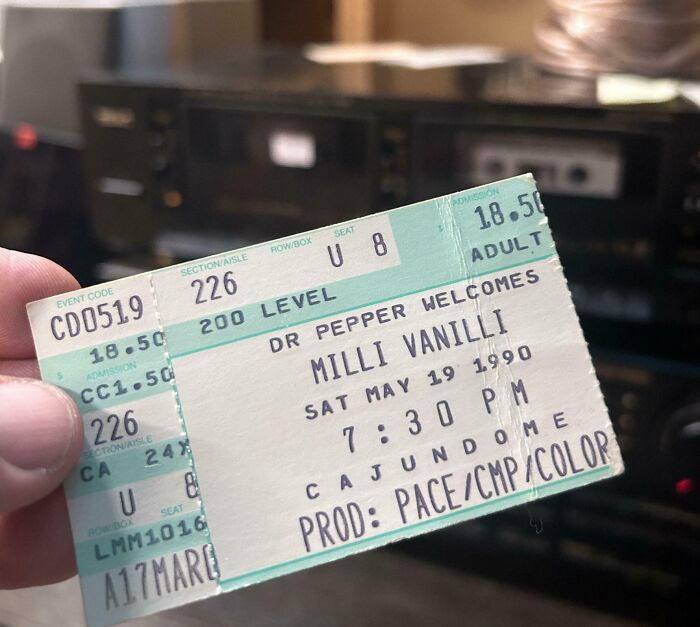 EVENT CODE
CD0519
$ 18.50
ADMISSION
CC1.50
226
SECTION/AISLE
CA 24X
U 8
ROW/BOX SEAT
LMM1016
A17MAR0
SECTION/AISLE ROW/BOX SEAT
226 U 8
200 LEVEL
$ ADMISSION
18.50
ADULT
DR PEPPER WELCOMES
MILLI VANILLI
SAT MAY 19 1990
7:30 PM
CAJUNDOME
PROD: PACE/CMP/COLOR